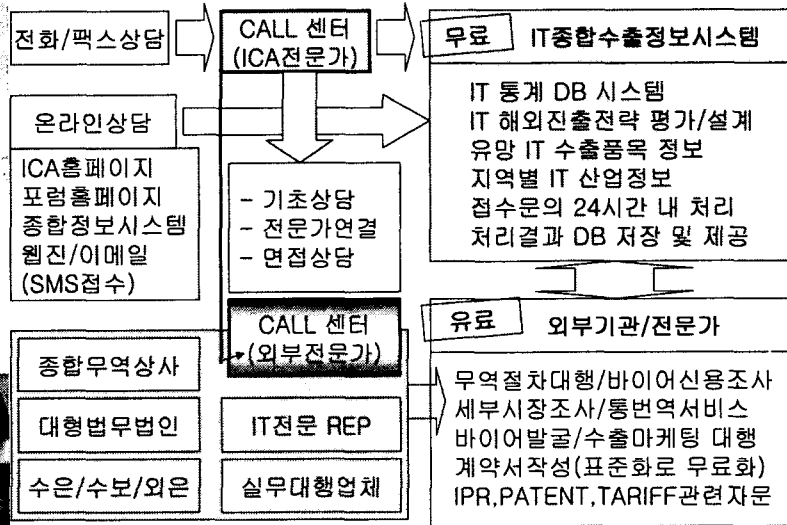 전화/팩스상담
CALL 센터
(ICA전문가)
무료 IT종합수출정보시스템
IT 통계 DB 시스템
IT 해외진출전략 평가/설계
유망 IT 수출품목 정보
지역별 IT 산업정보
접수문의 24시간 내 처리
처리결과 DB 저장 및 제공
온라인상담
ICA홈페이지
포럼홈페이지
종합정보시스템
웹진/이메일
(SMS접수)
- 기초상담
- 전문가연결
- 면접상담
CALL 센터
(외부전문가)
종합무역상사
대형법무법인
IT전문 REP
수은/수보/외은
실무대행업체
유료 외부기관/전문가
무역절차대행/바이어신용조사
세부시장조사/통번역서비스
바이어발굴/수출마케팅 대행
계약서작성(표준화로 무료화)
IPR,PATENT,TARIFF관련자문